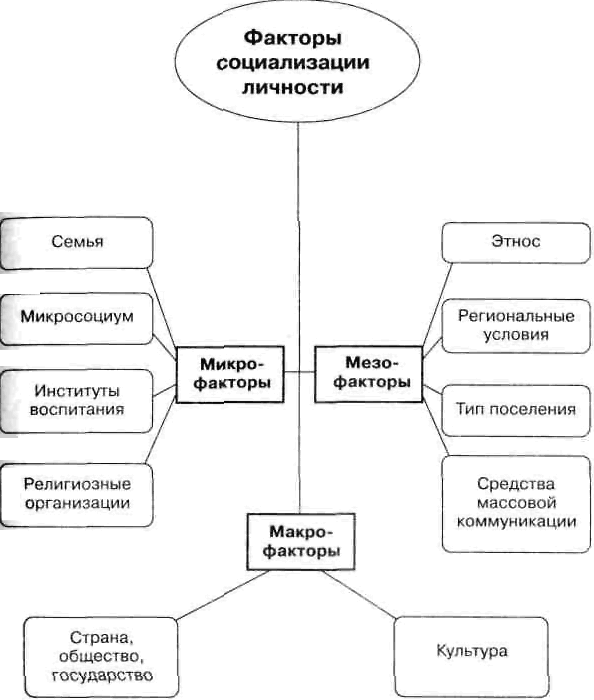 Факторы
социализации
личности
Семья
Микросоциум
Институты
воспитания
Религиозные
организации
Микро-
факторы
Мезо-
факторы
Этнос
Региональные
условия
Тип поселения
Средства
массовой
коммуникации
Макро-
факторы
Страна,
общество,
государство
Культура